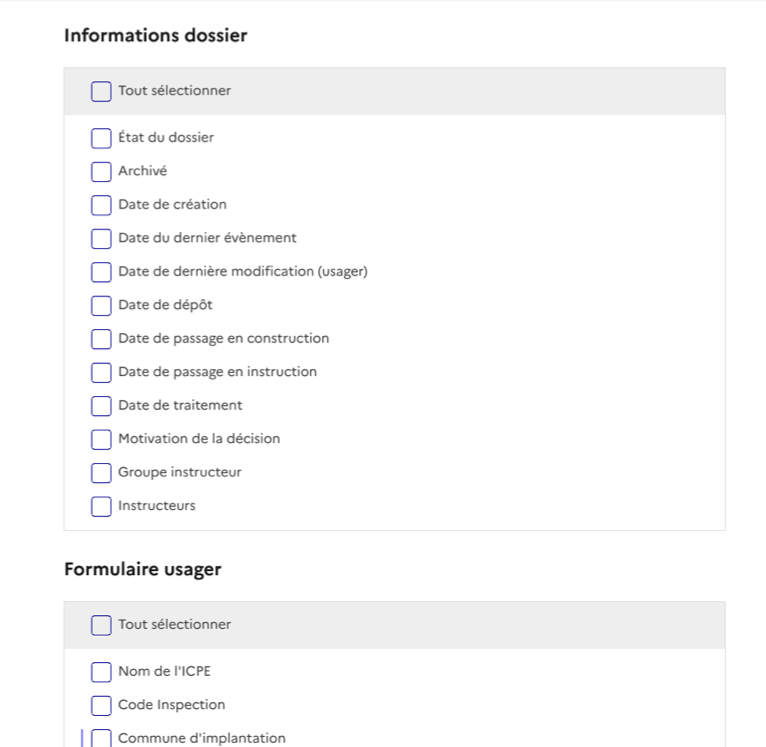 Informations dossier
Tout sélectionner
État du dossier
Archivé
Date de création
Date du dernier évènement
Date de dernière modification (usager)
Date de dépôt
Date de passage en construction
Date de passage en instruction
Date de traitement
Motivation de la décision
Groupe instructeur
Instructeurs
Formulaire usager
Tout sélectionner
Nom de l'ICPE
Code Inspection
Commune d'implantation